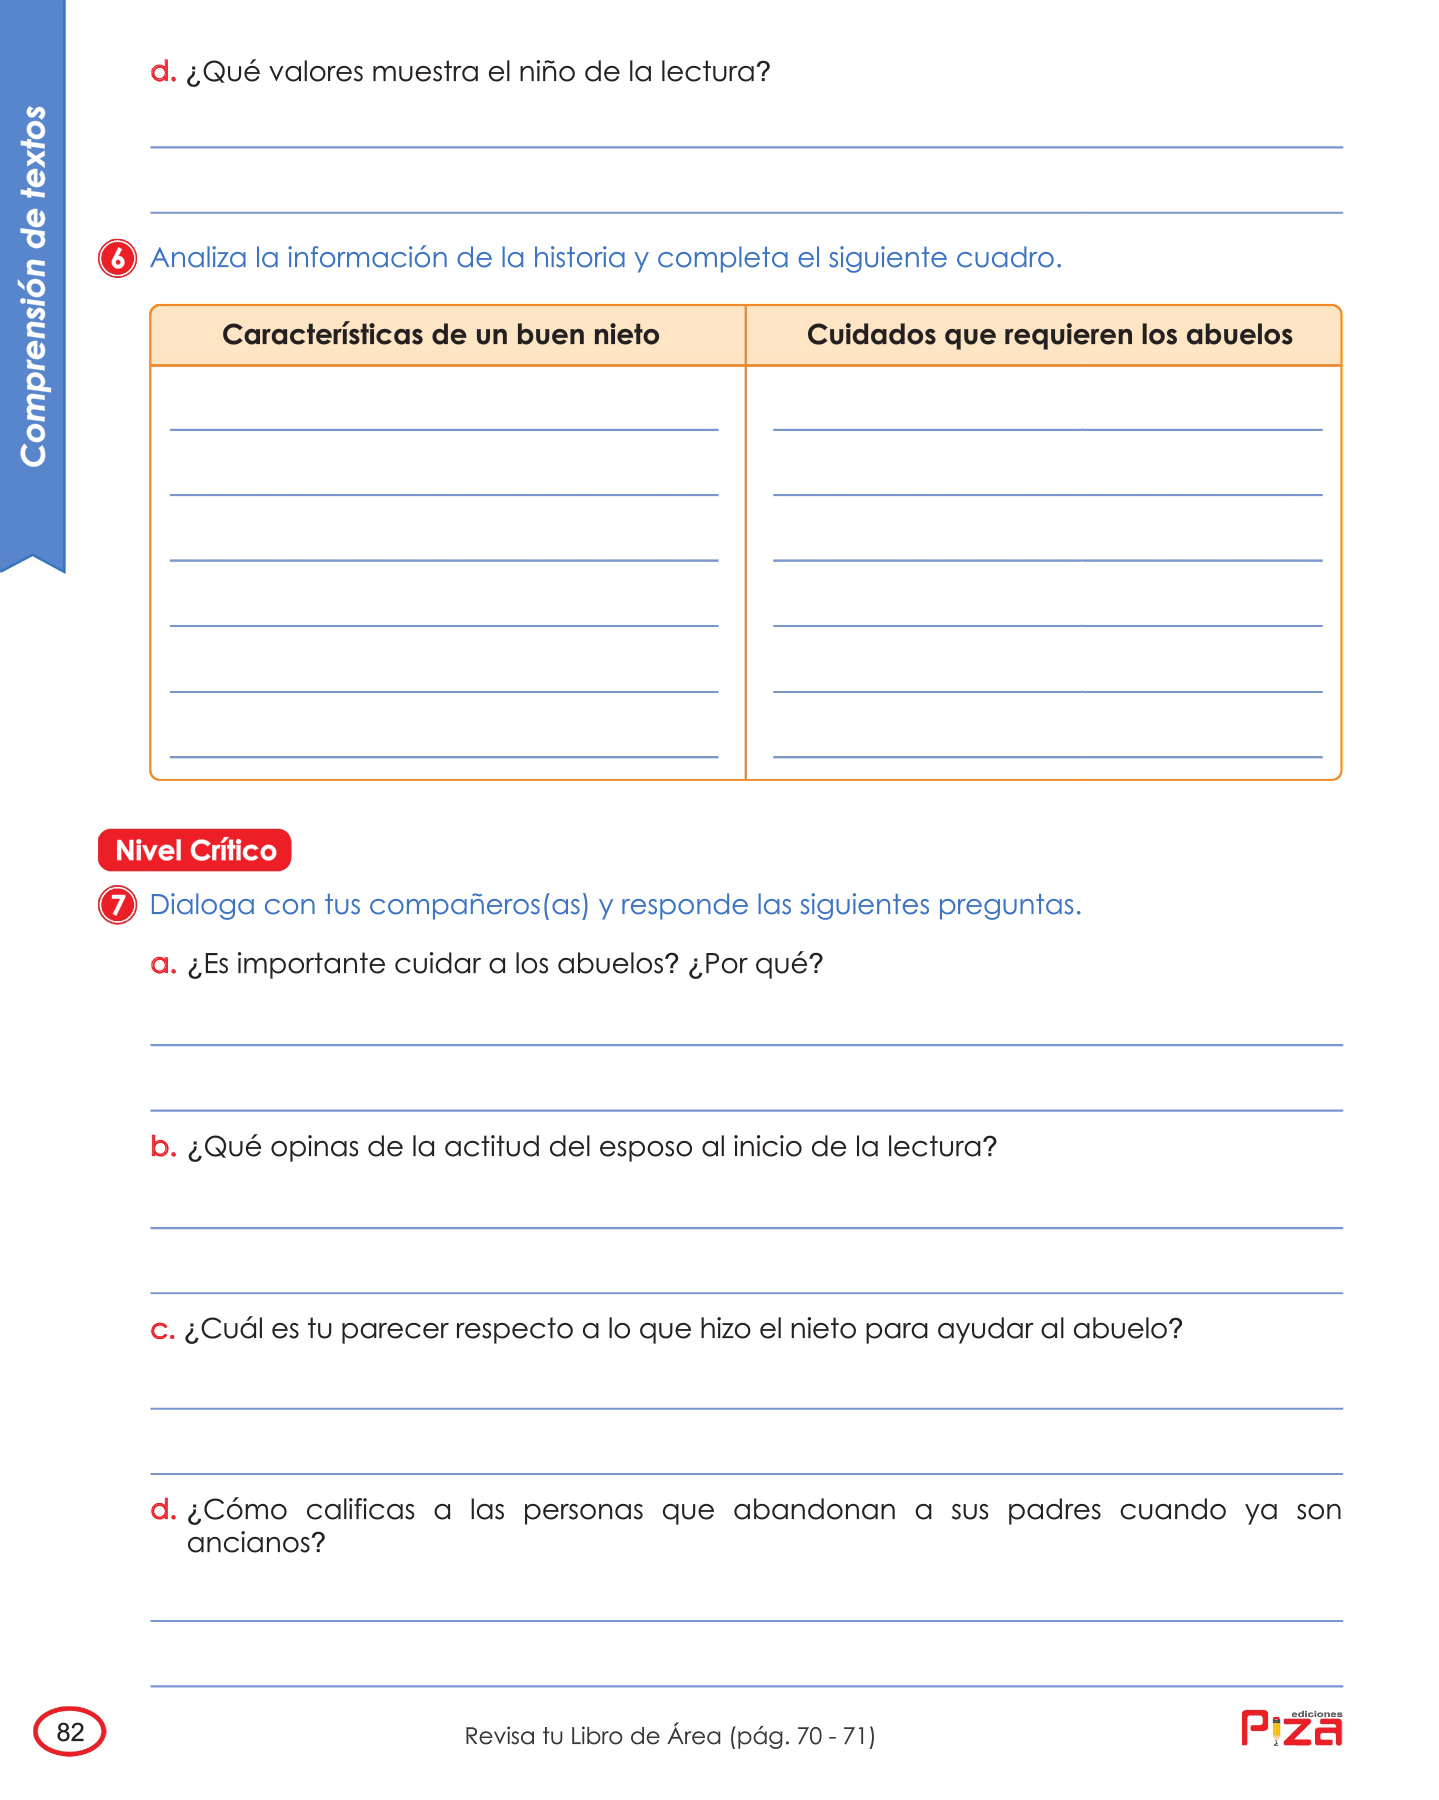 Comprensión de textos
d. ¿Qué valores muestra el niño de la lectura?
6 Analiza la información de la historia y completa el siguiente cuadro.
Características de un buen nieto
Cuidados que requieren los abuelos
Nivel Crítico
7 Dialoga con tus compañeros(as) y responde las siguientes preguntas.
a. ¿Es importante cuidar a los abuelos? ¿Por qué?
b. ¿Qué opinas de la actitud del esposo al inicio de la lectura?
c. ¿Cuál es tu parecer respecto a lo que hizo el nieto para ayudar al abuelo?
d. ¿Cómo calificas a las personas que abandonan a sus padres cuando ya son
ancianos?
82
Revisa tu Libro de Área (pág. 70 - 71)
ediciones
Piza